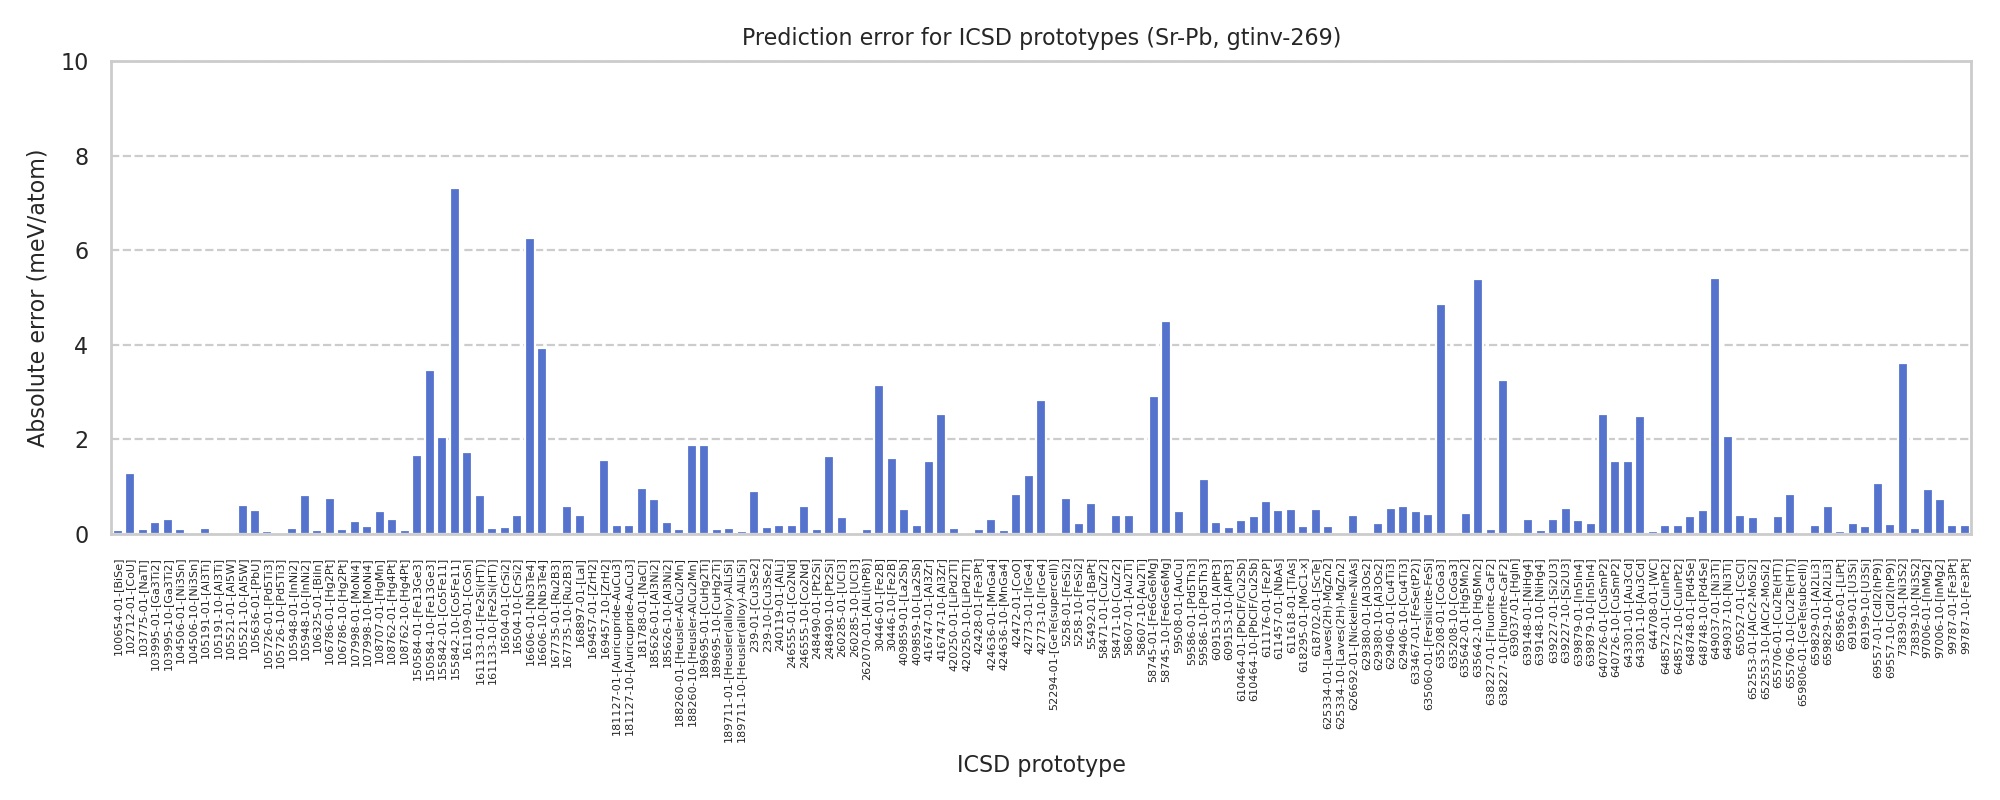 Prediction error for ICSD prototypes (Sr-Pb, gtinv-269)
Absolute error (meV/atom)
10
8
6
4
2
0
100654-01-[BiSe]
102712-01-[CoU]
103775-01-[NaTl]
103995-01-[Ga3Ti2]
103995-10-[Ga3Ti2]
104506-01-[Ni3Sn]
104506-10-[Ni3Sn]
105191-01-[Al3Ti]
105191-10-[Al3Ti]
105521-01-[Al5W]
105521-10-[Al5W]
105636-01-[PbU]
105726-01-[Pd5Ti3]
105726-10-[Pd5Ti3]
105948-01-[InNi2]
105948-10-[InNi2]
106325-01-[BiIn]
106786-01-[Hg2Pt]
106786-10-[Hg2Pt]
107998-01-[MoNi4]
107998-10-[MoNi4]
108707-01-[HgMn]
108762-01-[Hg4Pt]
108762-10-[Hg4Pt]
150584-01-[Fe13Ge3]
150584-10-[Fe13Ge3]
155842-01-[Co5Fe11]
155842-10-[Co5Fe11]
161109-01-[CoSn]
161133-01-[Fe2Si(HT)]
161133-10-[Fe2Si(HT)]
16504-01-[CrSi2]
16504-10-[CrSi2]
166006-01-[Nb3Te4]
166006-10-[Nb3Te4]
167735-01-[Ru2B3]
167735-10-[Ru2B3]
168897-01-[LaI]
169457-01-[ZrH2]
169457-10-[ZrH2]
181127-01-[Auricupride-AuCu3]
181127-10-[Auricupride-AuCu3]
181788-01-[NaCl]
185626-01-[Al3Ni2]
185626-10-[Al3Ni2]
188260-01-[Heusler-AlCu2Mn]
188260-10-[Heusler-AlCu2Mn]
189695-01-[CuHg2Ti]
189695-10-[CuHg2Ti]
189711-01-[Heusler(alloy)-AlLiSi]
189711-10-[Heusler(alloy)-AlLiSi]
239-01-[Cu3Se2]
239-10-[Cu3Se2]
240119-01-[AlLi]
246555-01-[Co2Nd]
246555-10-[Co2Nd]
248490-01-[Pt2Si]
248490-10-[Pt2Si]
260285-01-[UCl3]
260285-10-[UCl3]
262070-01-[AlLi(hP8)]
30446-01-[Fe2B]
30446-10-[Fe2B]
409859-01-[La2Sb]
409859-10-[La2Sb]
416747-01-[Al3Zr]
416747-10-[Al3Zr]
420250-01-[LiPd2Tl]
420250-10-[LiPd2Tl]
42428-01-[Fe3Pt]
424636-01-[MnGa4]
424636-10-[MnGa4]
42472-01-[CoO]
42773-01-[IrGe4]
42773-10-[IrGe4]
52294-01-[GeTe(supercell)]
5258-01-[FeSi2]
5258-10-[FeSi2]
55492-01-[BaPt]
58471-01-[CuZr2]
58471-10-[CuZr2]
58607-01-[Au2Ti]
58607-10-[Au2Ti]
58745-01-[Fe6Ge6Mg]
58745-10-[Fe6Ge6Mg]
59508-01-[AuCu]
59586-01-[Pd5Th3]
59586-10-[Pd5Th3]
609153-01-[AlPt3]
609153-10-[AlPt3]
610464-01-[PbClF/Cu2Sb]
610464-10-[PbClF/Cu2Sb]
611176-01-[Fe2P]
611457-01-[NbAs]
611618-01-[TiAs]
618295-01-[MoC1-x]
618702-01-[ScTe]
625334-01-[Laves(2H)-MgZn2]
625334-10-[Laves(2H)-MgZn2]
626692-01-[Nickeline-NiAs]
629380-01-[Al3Os2]
629380-10-[Al3Os2]
629406-01-[Cu4Ti3]
629406-10-[Cu4Ti3]
633467-01-[FeSe(tP2)]
635060-01-[Fersilicite-FeSi]
635208-01-[CoGa3]
635208-10-[CoGa3]
635642-01-[Hg5Mn2]
635642-10-[Hg5Mn2]
638227-01-[Fluorite-CaF2]
638227-10-[Fluorite-CaF2]
639037-01-[HgIn]
639148-01-[NiHg4]
639148-10-[NiHg4]
639227-01-[Si2U3]
639227-10-[Si2U3]
639879-01-[In5In4]
639879-10-[In5In4]
640726-01-[CuSmP2]
640726-10-[CuSmP2]
643301-01-[Au3Cd]
643301-10-[Au3Cd]
644708-01-[WC]
648572-01-[CuInPt2]
648572-10-[CuInPt2]
648748-01-[Pd4Se]
648748-10-[Pd4Se]
649037-01-[Ni3Ti]
649037-10-[Ni3Ti]
650527-01-[CsCl]
652553-01-[AlCr2-MoSi2]
652553-10-[AlCr2-MoSi2]
655706-01-[Cu2Te(HT)]
655706-10-[Cu2Te(HT)]
659806-01-[GeTe(subcell)]
659829-01-[Al2Li3]
659829-10-[Al2Li3]
659856-01-[LiPt]
69199-01-[U3Si]
69199-10-[U3Si]
69557-01-[CdI2(hP9)]
69557-10-[CdI2(hP9)]
73839-01-[Ni3S2]
73839-10-[Ni3S2]
97006-01-[InMg2]
97006-10-[InMg2]
99787-01-[Fe3Pt]
99787-10-[Fe3Pt]
ICSD prototype